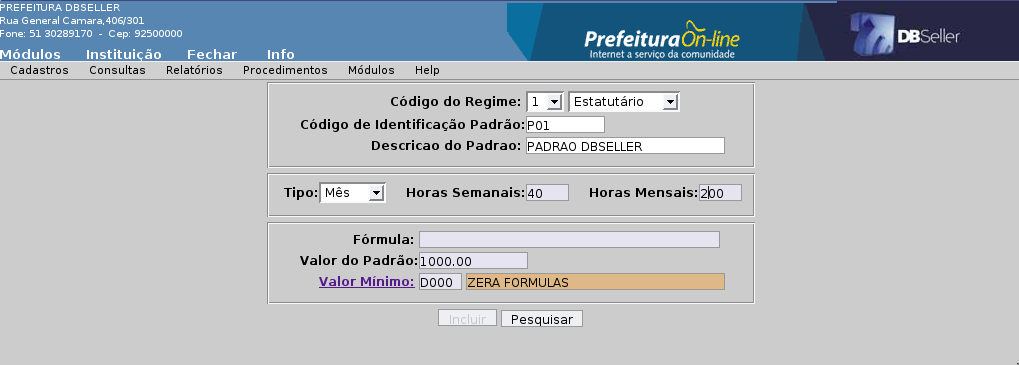 PREFEITURA DBSELLER
Rua General Camara,406/301
Fone: 51 30289170 - Cep: 92500000
PrefeituraOn-line
Internet a serviço da comunidade
DBSeller
Módulos Instituição Fechar Info
Cadastros Consultas Relatórios Procedimentos Módulos Help
Código do Regime: 1 Estatutário
Código de Identificação Padrão: P01
Descricao do Padrao: PADRAO DBSELLER
Tipo: Mês Horas Semanais: 40 Horas Mensais: 200
Fórmula:
Valor do Padrão: 1000.00
Valor Mínimo: D000 ZERA FORMULAS
Incluir Pesquisar